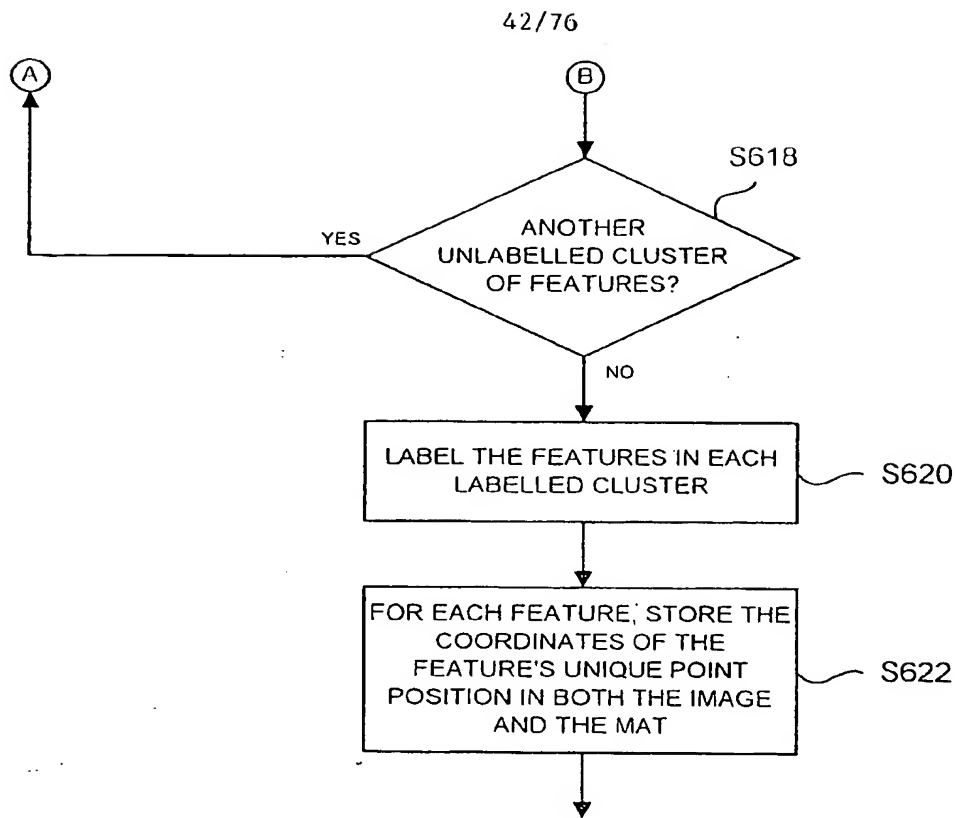 42/76
A
B
S618
ANOTHER
UNLABELLED CLUSTER
OF FEATURES?
YES
NO
LABEL THE FEATURES IN EACH
LABELLED CLUSTER
S620
FOR EACH FEATURE, STORE THE
COORDINATES OF THE
FEATURE'S UNIQUE POINT
POSITION IN BOTH THE IMAGE
AND THE MAT
S622